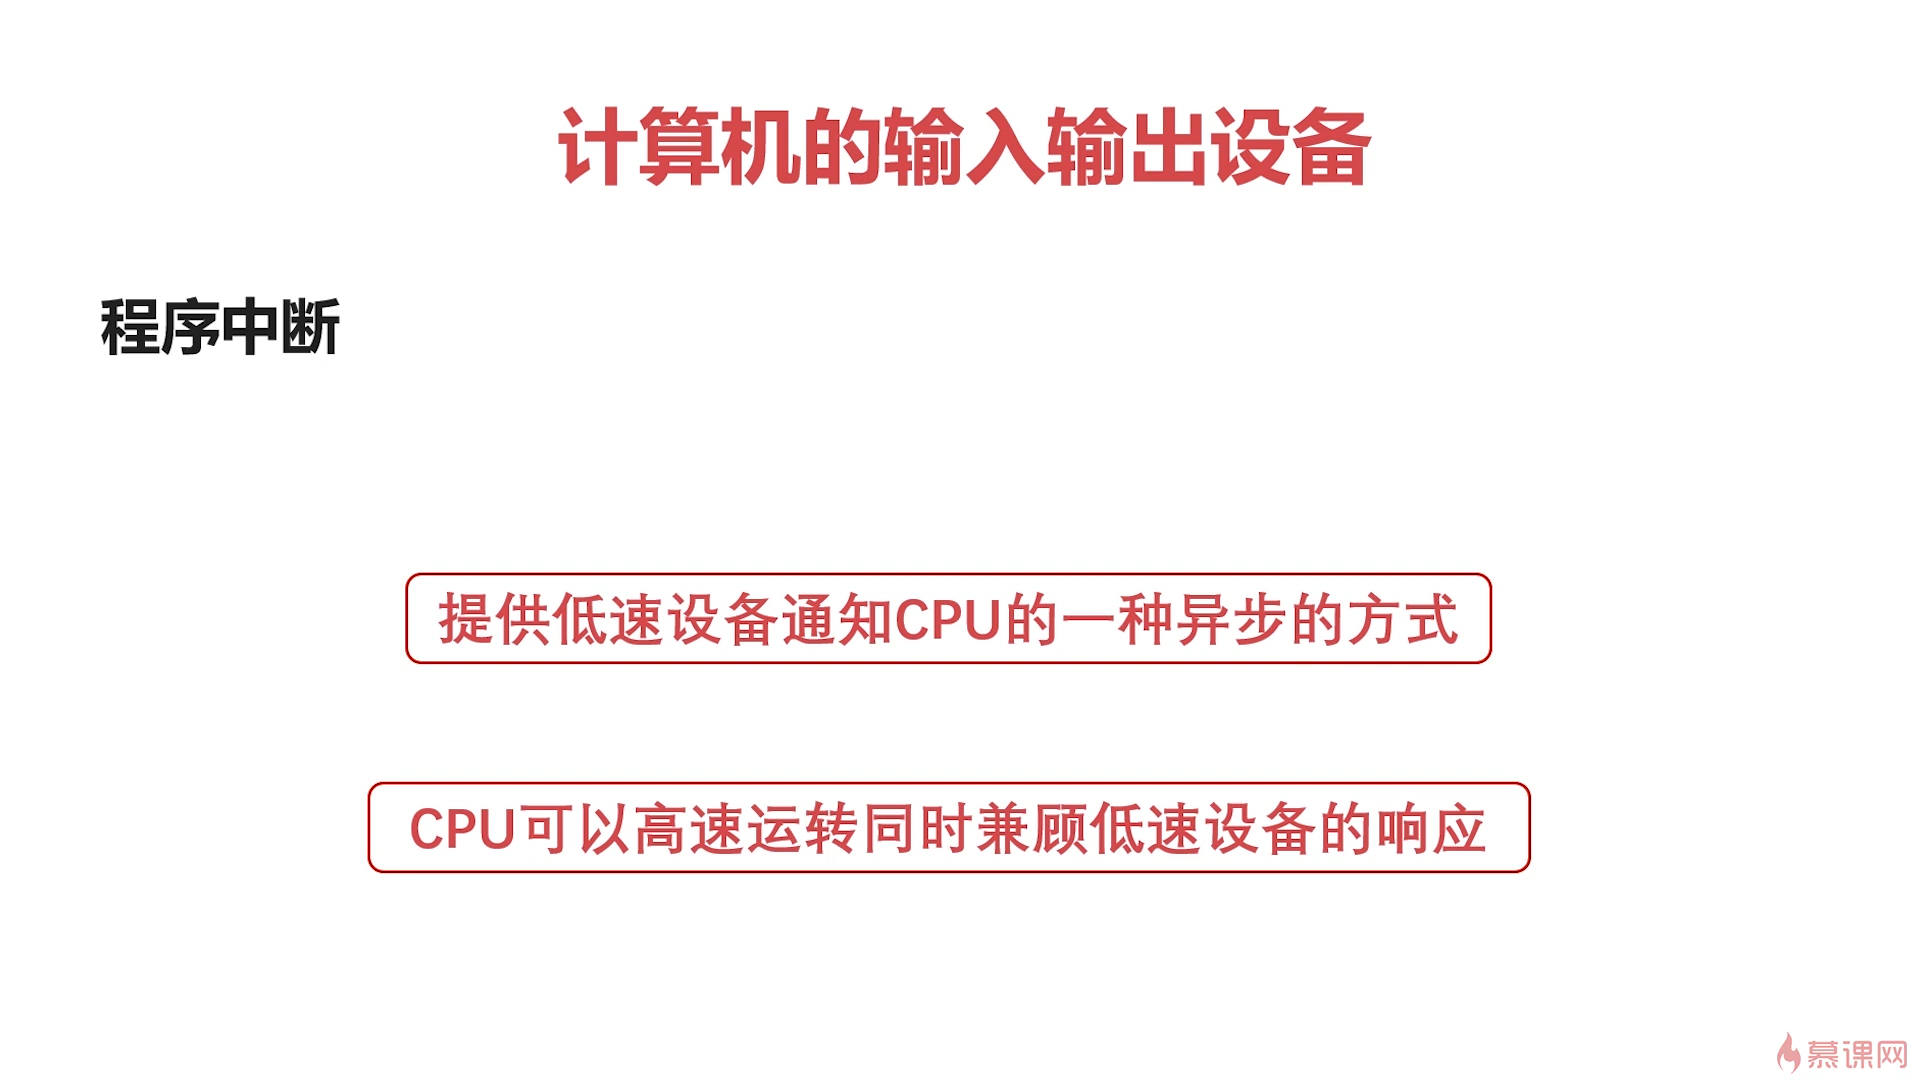 计算机的输入输出设备
程序中断
提供低速设备通知CPU的一种异步的方式
CPU可以高速运转同时兼顾低速设备的响应
慕课网